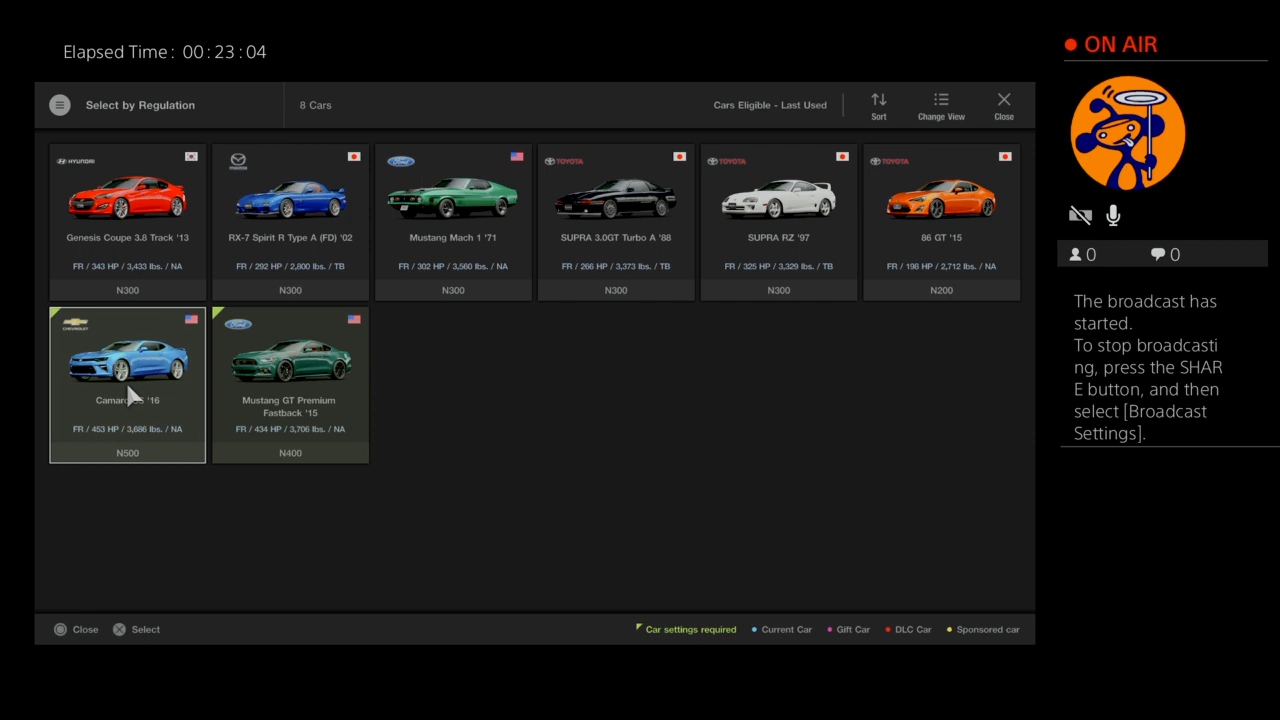 Elapsed Time: 00:23:04
ON AIR
Select by Regulation
8 Cars
Cars Eligible - Last Used
Sort
Change View
Close
HYUNDAI
Genesis Coupe 3.8 Track '13
FR / 343 HP / 3,433 lbs. / NA
N300
mazda
RX-7 Spirit R Type A (FD) '02
FR / 292 HP / 2,800 lbs. / TB
N300
Ford
Mustang Mach 1 '71
FR / 302 HP / 3,560 lbs. / NA
N300
TOYOTA
SUPRA 3.0GT Turbo A '88
FR / 266 HP / 3,373 lbs. / TB
N300
TOYOTA
SUPRA RZ '97
FR / 325 HP / 3,329 lbs. / TB
N300
TOYOTA
86 GT '15
FR / 198 HP / 2,712 lbs. / NA
N200
CHEVROLET
Camaro SS '16
FR / 453 HP / 3,686 lbs. / NA
N500
Ford
Mustang GT Premium
Fastback '15
FR / 434 HP / 3,706 lbs. / NA
N400
0
0
The broadcast has
started.
To stop broadcasti
ng, press the SHAR
E button, and then
select [Broadcast
Settings].
Close
Select
Car settings required
Current Car
Gift Car
DLC Car
Sponsored car